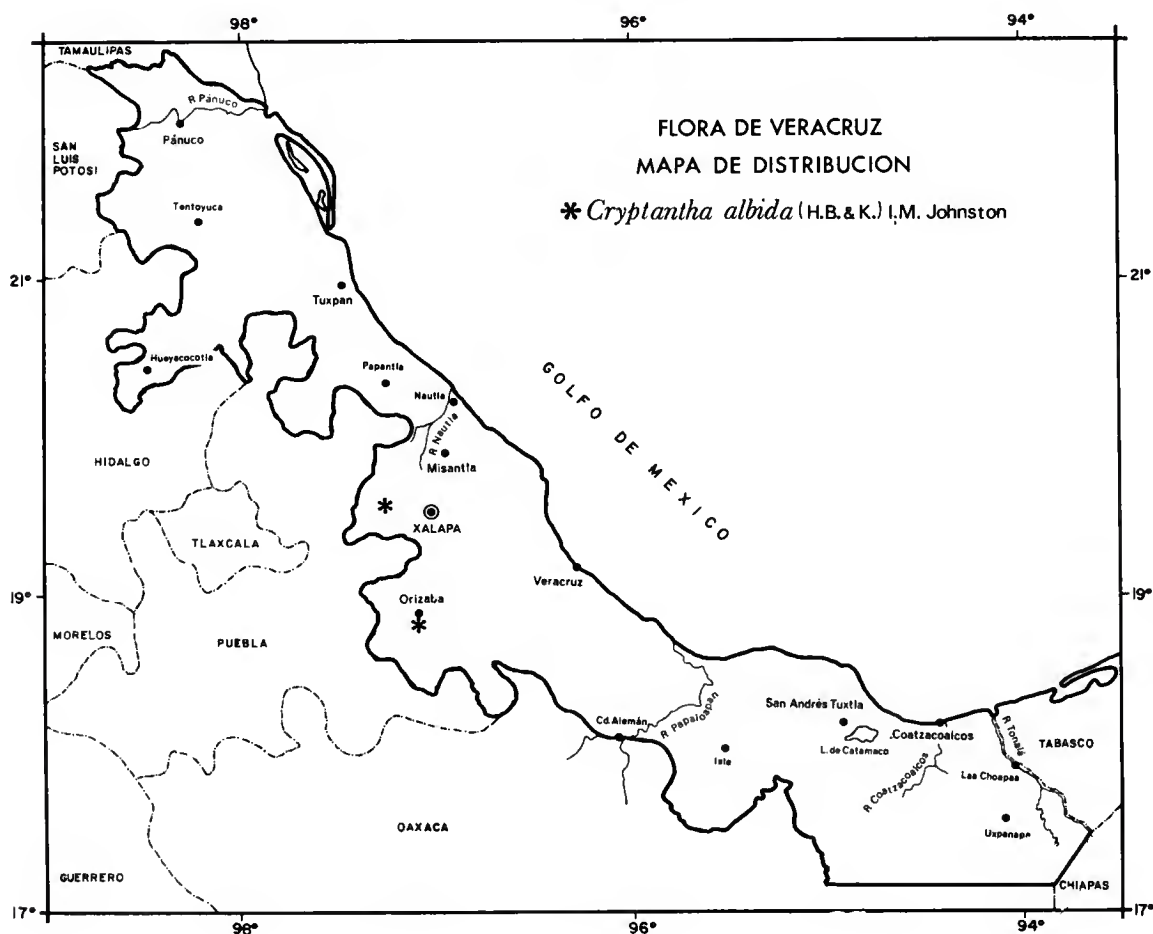 98° 96° 94°
TAMAULIPAS
R Pánuco
Pánuco
FLORA DE VERACRUZ
MAPA DE DISTRIBUCION
* Cryptantha albida (H.B. & K.) I.M. Johnston
SAN
LUIS
POTOSI
Tentoyuca
21° 21°
Tuxpan
Hueyacocotla
Papantla
Nautla
R Nautla
GOLFO DE MEXICO
Misantla
HIDALGO
*
XALAPA
TLAXCALA
Veracruz
19° 19°
Orizaba
*
MORELOS
PUEBLA
San Andrés Tuxtla
Cd. Alemán
R Papaloapan
L. de Catamaco
Coatzacoalcos
R Tonalá
TABASCO
Isla
R Coatzacoalcos
Las Choapas
Uxpanapa
OAXACA
GUERRERO
CHIAPAS
17° 17°
98° 96° 94°